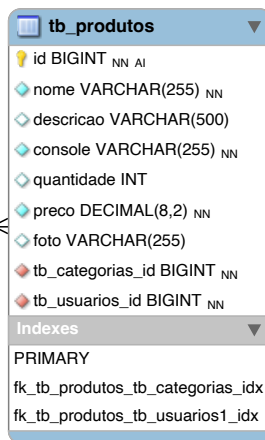 tb_produtos
id BIGINT NN AI
nome VARCHAR(255) NN
descricao VARCHAR(500)
console VARCHAR(255) NN
quantidade INT
preco DECIMAL(8,2) NN
foto VARCHAR(255)
tb_categorias_id BIGINT NN
tb_usuarios_id BIGINT NN
Indexes
PRIMARY
fk_tb_produtos_tb_categorias_idx
fk_tb_produtos_tb_usuarios1_idx